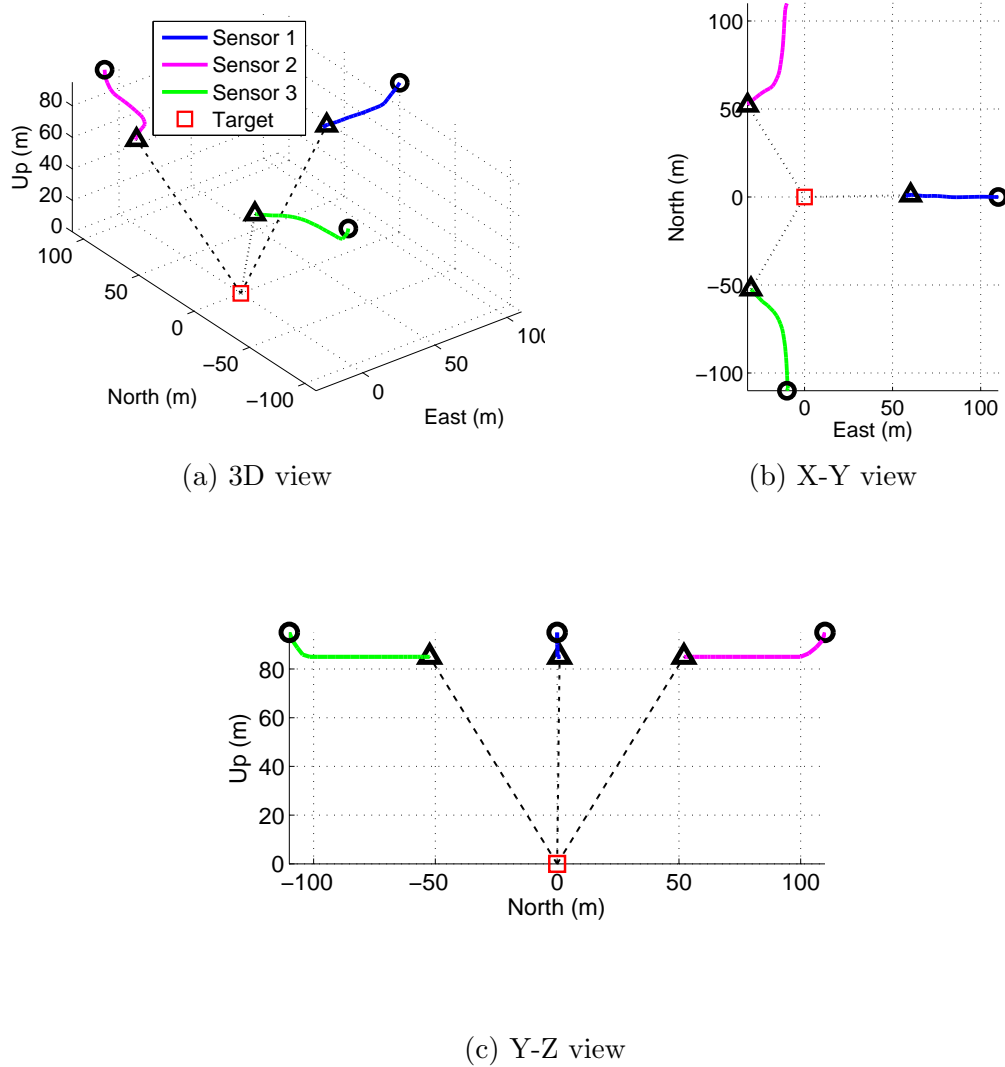 Sensor 1
Sensor 2
Sensor 3
Target
80
60
40
20
0
Up (m)
100
50
0
−50
−100
North (m)
0
50
100
East (m)
(a) 3D view
100
50
0
−50
−100
North (m)
0
50
100
East (m)
(b) X-Y view
80
60
40
20
0
Up (m)
−100
−50
0
50
100
North (m)
(c) Y-Z view